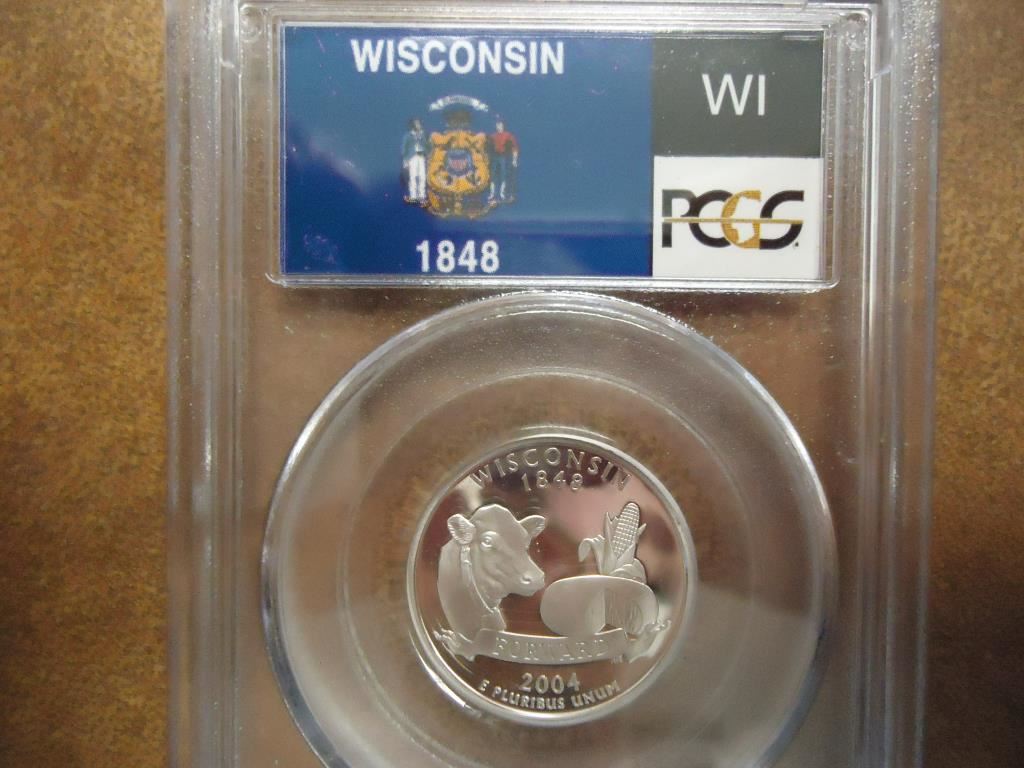 WISCONSIN
WI
PCGS
1848
WISCONSIN
1848
FORWARD
2004
E PLURIBUS UNUM